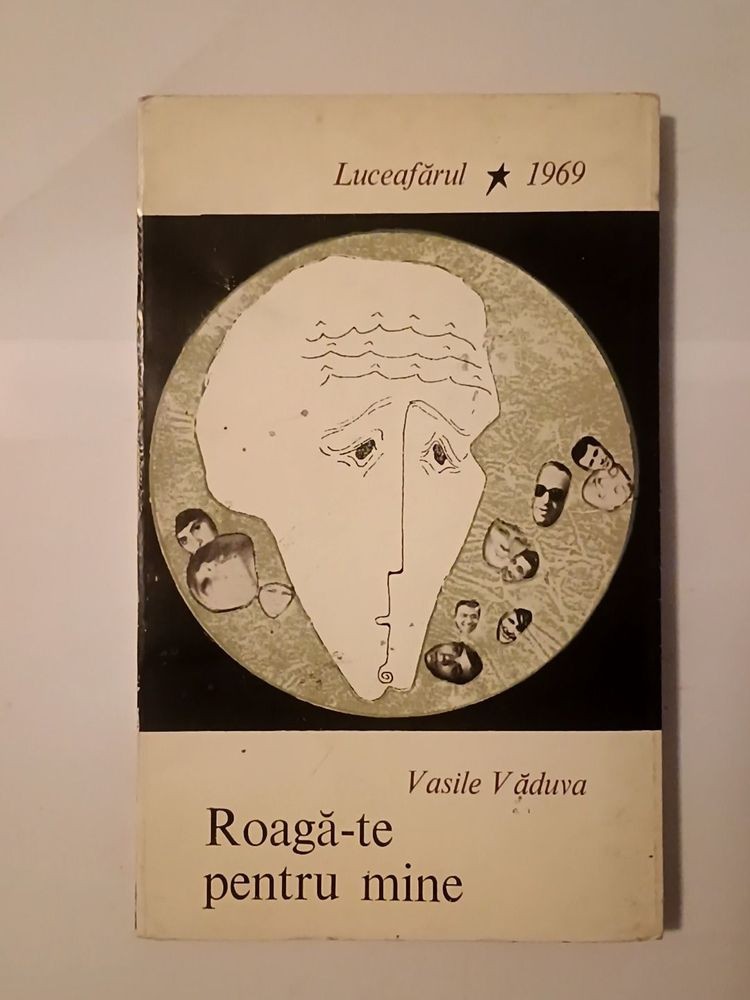 Luceafărul ★ 1969
Vasile Văduva
Roagă-te
pentru mine